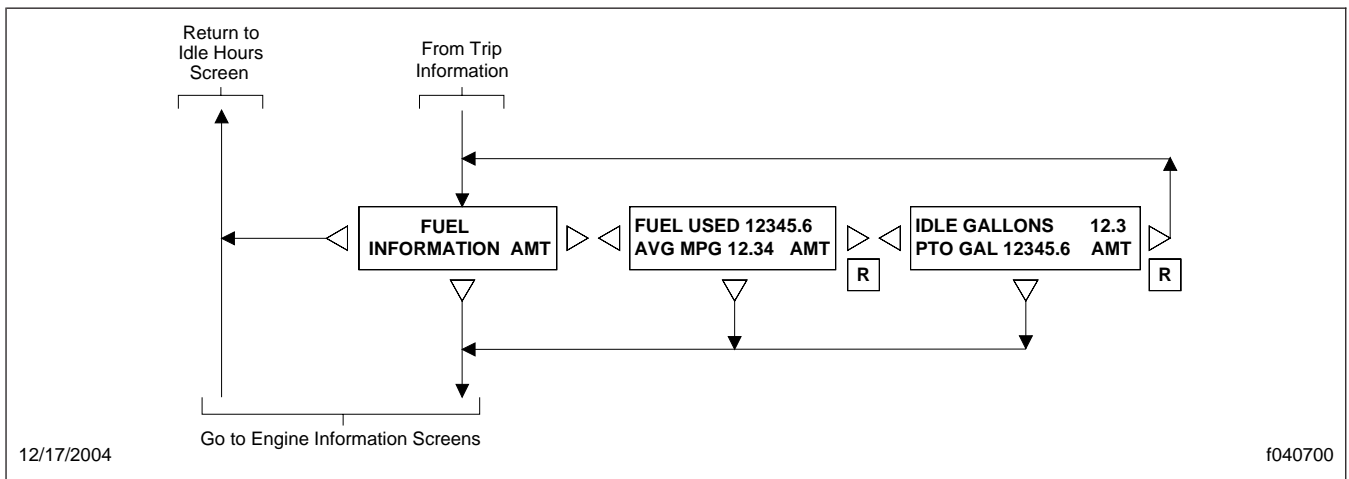 Return to
Idle Hours
Screen
From Trip
Information
FUEL
INFORMATION AMT
FUEL USED 12345.6
AVG MPG 12.34 AMT
R
IDLE GALLONS 12.3
PTO GAL 12345.6 AMT
R
Go to Engine Information Screens
12/17/2004
f040700